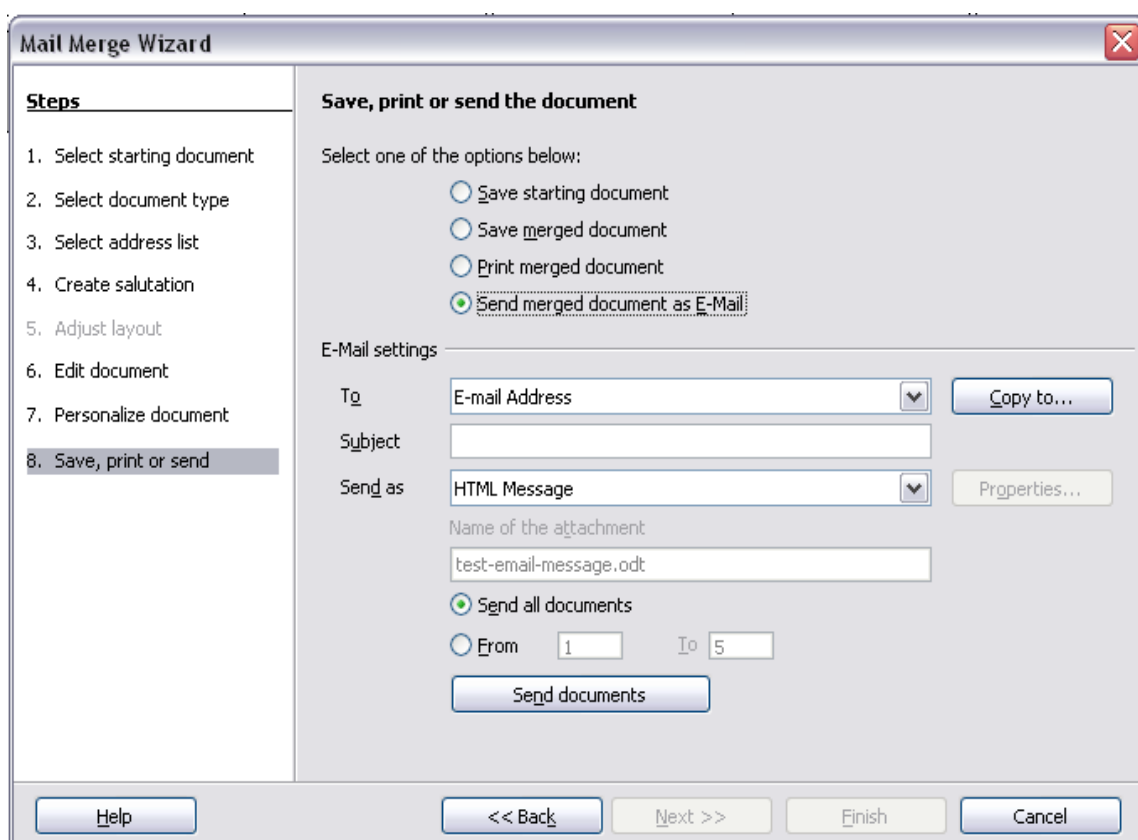 Mail Merge Wizard
Steps
1. Select starting document
2. Select document type
3. Select address list
4. Create salutation
5. Adjust layout
6. Edit document
7. Personalize document
8. Save, print or send
Save, print or send the document
Select one of the options below:
Save starting document
Save merged document
Print merged document
Send merged document as E-Mail
E-Mail settings
To E-mail Address Copy to...
Subject
Send as HTML Message Properties...
Name of the attachment
test-email-message.odt
Send all documents
From 1 To 5
Send documents
Help << Back Next >> Finish Cancel